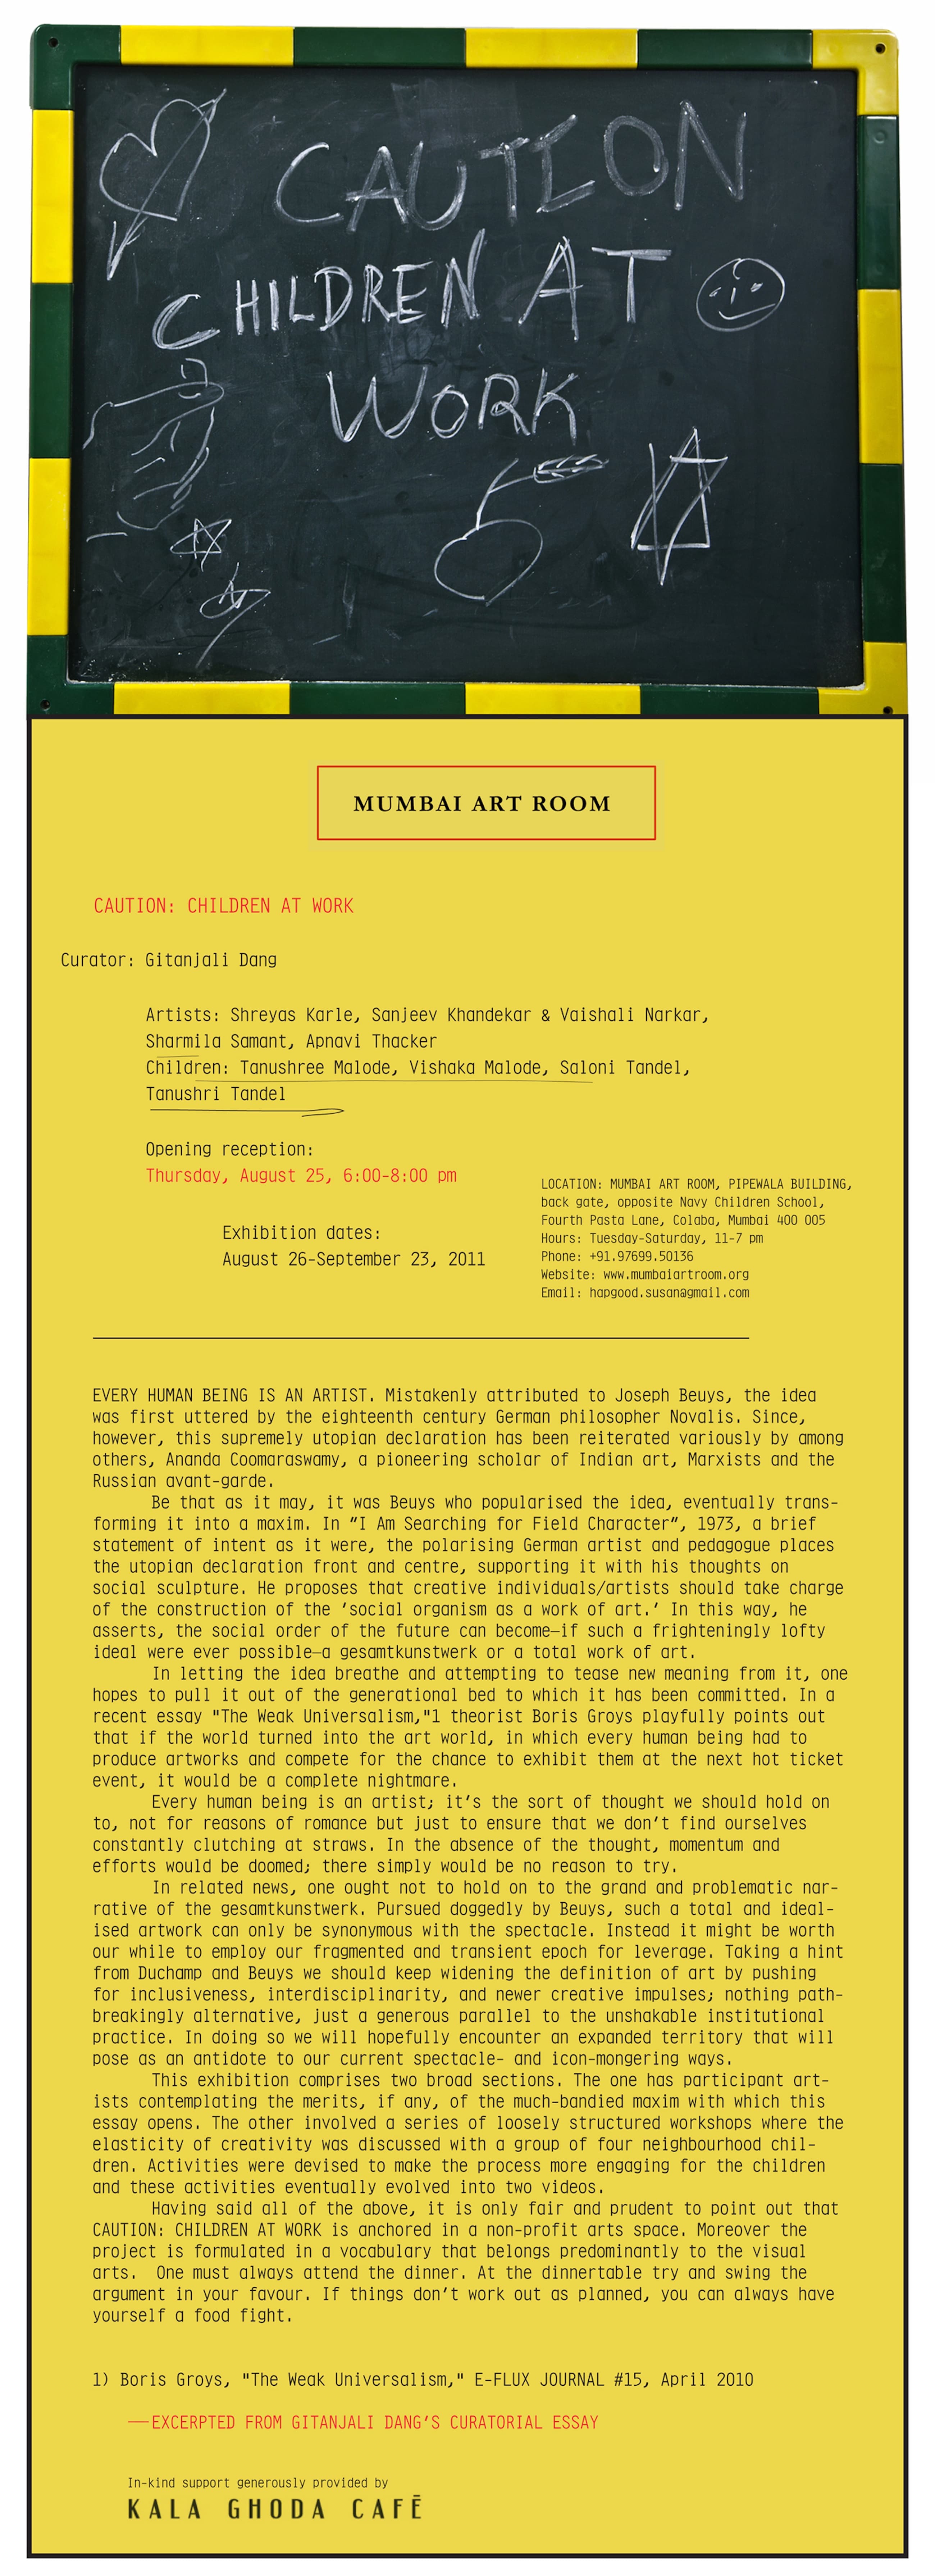 CAUTION
CHILDREN AT
WORK
MUMBAI ART ROOM
CAUTION: CHILDREN AT WORK
Curator: Gitanjali Dang
Artists: Shreyas Karle, Sanjeev Khandekar & Vaishali Narkar,
Sharmila Samant, Apnavi Thacker
Children: Tanushree Malode, Vishaka Malode, Saloni Tandel,
Tanushri Tandel
Opening reception:
Thursday, August 25, 6:00-8:00 pm
Exhibition dates:
August 26-September 23, 2011
LOCATION: MUMBAI ART ROOM, PIPEWALA BUILDING,
back gate, opposite Navy Children School,
Fourth Pasta Lane, Colaba, Mumbai 400 005
Hours: Tuesday-Saturday, 11-7 pm
Phone: +91.97699.50136
Website: www.mumbaiartroom.org
Email: hapgood.susan@gmail.com
EVERY HUMAN BEING IS AN ARTIST. Mistakenly attributed to Joseph Beuys, the idea
was first uttered by the eighteenth century German philosopher Novalis. Since,
however, this supremely utopian declaration has been reiterated variously by among
others, Ananda Coomaraswamy, a pioneering scholar of Indian art, Marxists and the
Russian avant-garde.
Be that as it may, it was Beuys who popularised the idea, eventually trans-
forming it into a maxim. In “I Am Searching for Field Character”, 1973, a brief
statement of intent as it were, the polarising German artist and pedagogue places
the utopian declaration front and centre, supporting it with his thoughts on
social sculpture. He proposes that creative individuals/artists should take charge
of the construction of the ‘social organism as a work of art.’ In this way, he
asserts, the social order of the future can become—if such a frighteningly lofty
ideal were ever possible—a gesamtkunstwerk or a total work of art.
In letting the idea breathe and attempting to tease new meaning from it, one
hopes to pull it out of the generational bed to which it has been committed. In a
recent essay "The Weak Universalism,"1 theorist Boris Groys playfully points out
that if the world turned into the art world, in which every human being had to
produce artworks and compete for the chance to exhibit them at the next hot ticket
event, it would be a complete nightmare.
Every human being is an artist; it’s the sort of thought we should hold on
to, not for reasons of romance but just to ensure that we don’t find ourselves
constantly clutching at straws. In the absence of the thought, momentum and
efforts would be doomed; there simply would be no reason to try.
In related news, one ought not to hold on to the grand and problematic nar-
rative of the gesamtkunstwerk. Pursued doggedly by Beuys, such a total and ideal-
ised artwork can only be synonymous with the spectacle. Instead it might be worth
our while to employ our fragmented and transient epoch for leverage. Taking a hint
from Duchamp and Beuys we should keep widening the definition of art by pushing
for inclusiveness, interdisciplinarity, and newer creative impulses; nothing path-
breakingly alternative, just a generous parallel to the unshakable institutional
practice. In doing so we will hopefully encounter an expanded territory that will
pose as an antidote to our current spectacle- and icon-mongering ways.
This exhibition comprises two broad sections. The one has participant art-
ists contemplating the merits, if any, of the much-bandied maxim with which this
essay opens. The other involved a series of loosely structured workshops where the
elasticity of creativity was discussed with a group of four neighbourhood chil-
dren. Activities were devised to make the process more engaging for the children
and these activities eventually evolved into two videos.
Having said all of the above, it is only fair and prudent to point out that
CAUTION: CHILDREN AT WORK is anchored in a non-profit arts space. Moreover the
project is formulated in a vocabulary that belongs predominantly to the visual
arts.  One must always attend the dinner. At the dinnertable try and swing the
argument in your favour. If things don’t work out as planned, you can always have
yourself a food fight.
1) Boris Groys, "The Weak Universalism," E-FLUX JOURNAL #15, April 2010
——EXCERPTED FROM GITANJALI DANG’S CURATORIAL ESSAY
In-kind support generously provided by
KALA GHODA CAFĒ